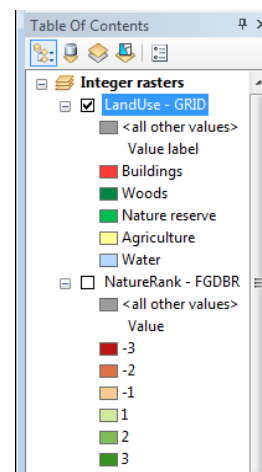 Table Of Contents
Integer rasters
LandUse - GRID
<all other values>
Value label
Buildings
Woods
Nature reserve
Agriculture
Water
NatureRank - FGDBR
<all other values>
Value
-3
-2
-1
1
2
3